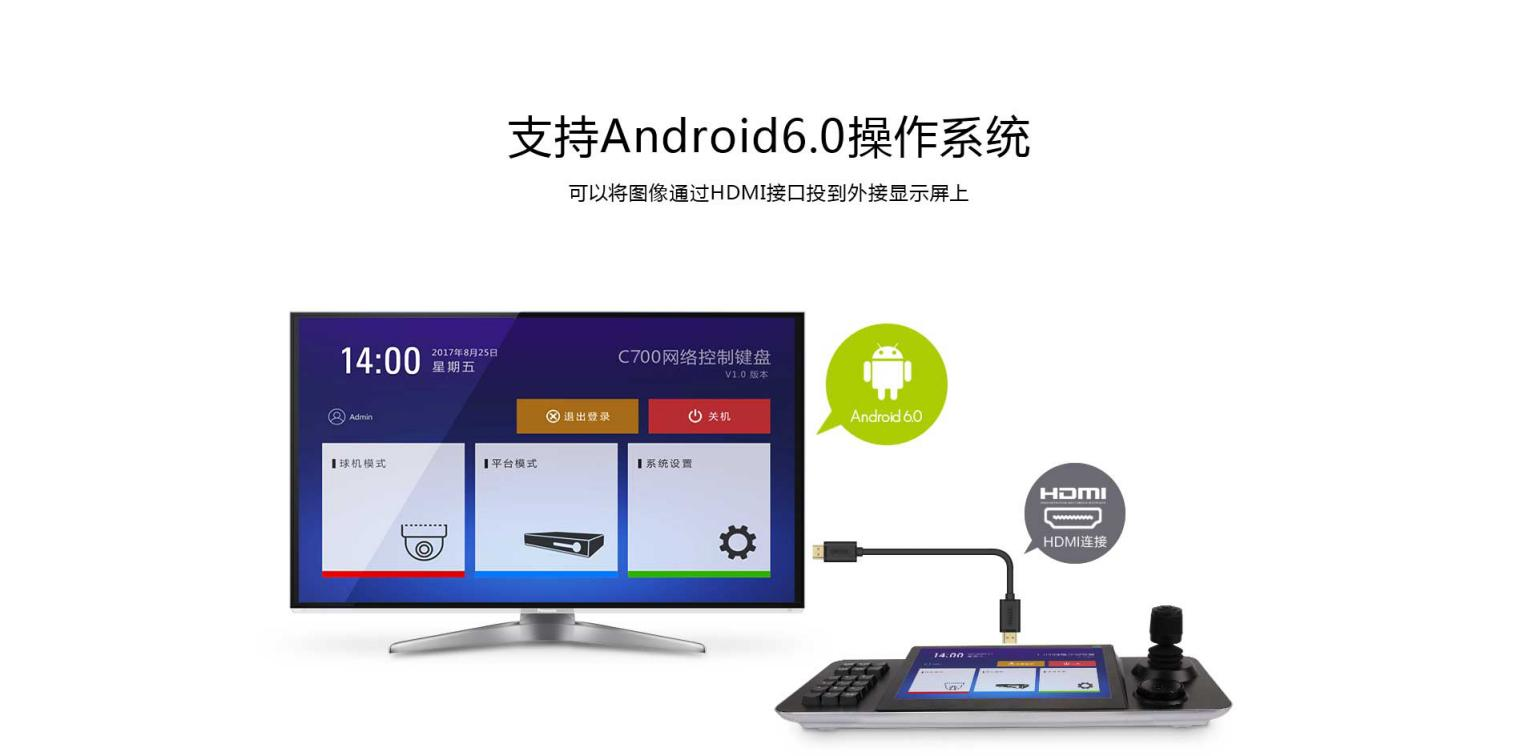 支持Android6.0操作系统
可以将图像通过HDMI接口投到外接显示屏上
14:00
2017年8月25日
星期五
C700网络控制键盘
V1.0 版本
Admin
退出登录
关机
球机模式
平台模式
系统设置
Android 6.0
HDMI
HDMI连接
14:00